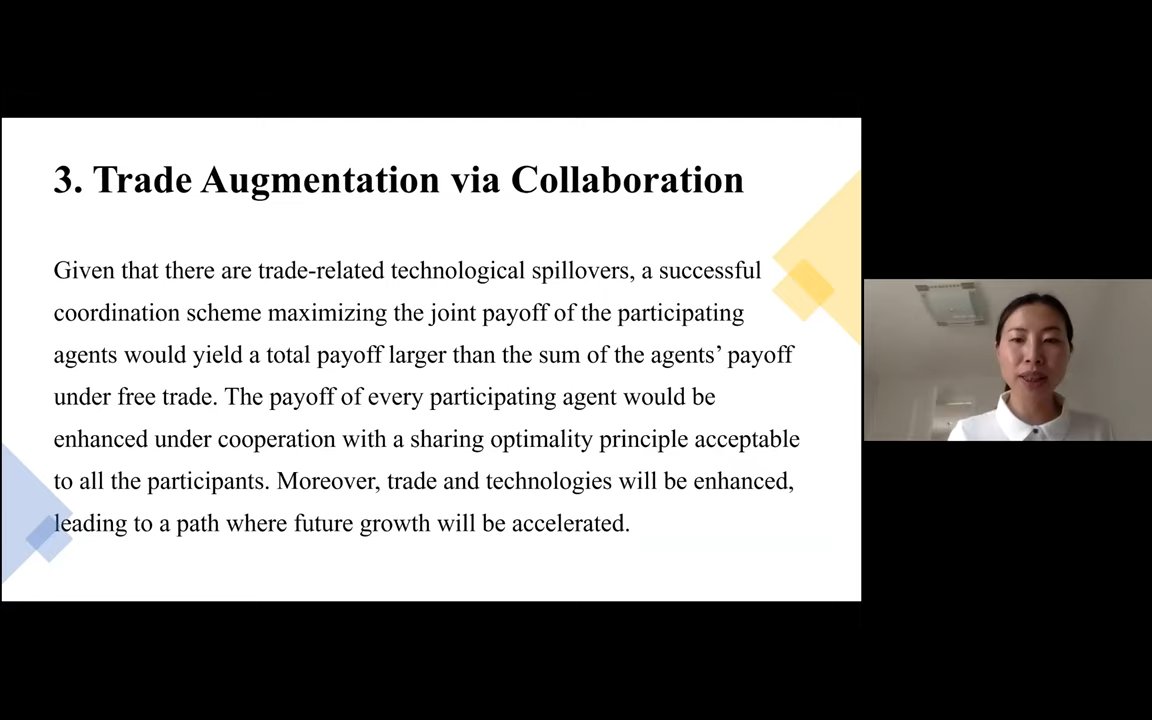 3. Trade Augmentation via Collaboration
Given that there are trade-related technological spillovers, a successful
coordination scheme maximizing the joint payoff of the participating
agents would yield a total payoff larger than the sum of the agents’ payoff
under free trade. The payoff of every participating agent would be
enhanced under cooperation with a sharing optimality principle acceptable
to all the participants. Moreover, trade and technologies will be enhanced,
leading to a path where future growth will be accelerated.